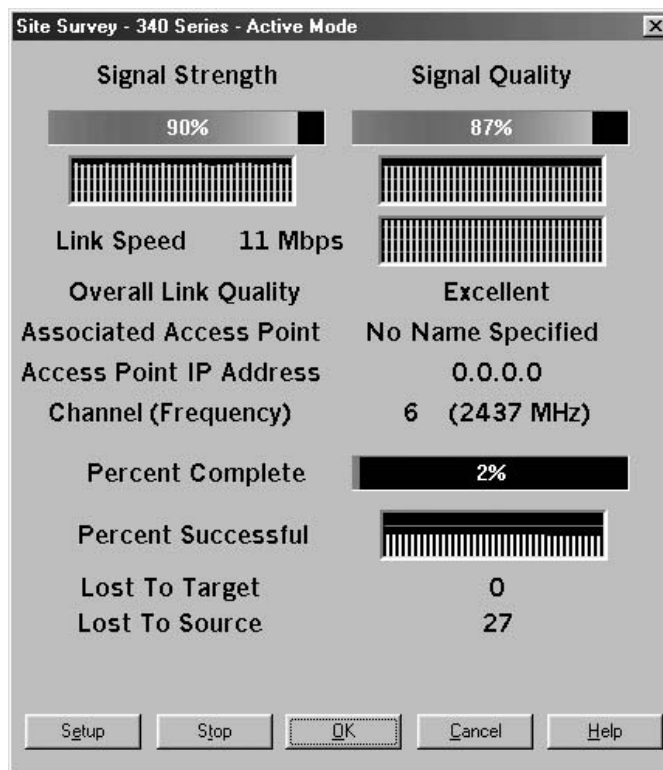 Site Survey - 340 Series - Active Mode
Signal Strength
Signal Quality
90%
87%
Link Speed 11 Mbps
Overall Link Quality Excellent
Associated Access Point No Name Specified
Access Point IP Address 0.0.0.0
Channel (Frequency) 6 (2437 MHz)
Percent Complete 2%
Percent Successful
Lost To Target 0
Lost To Source 27
Setup Stop OK Cancel Help